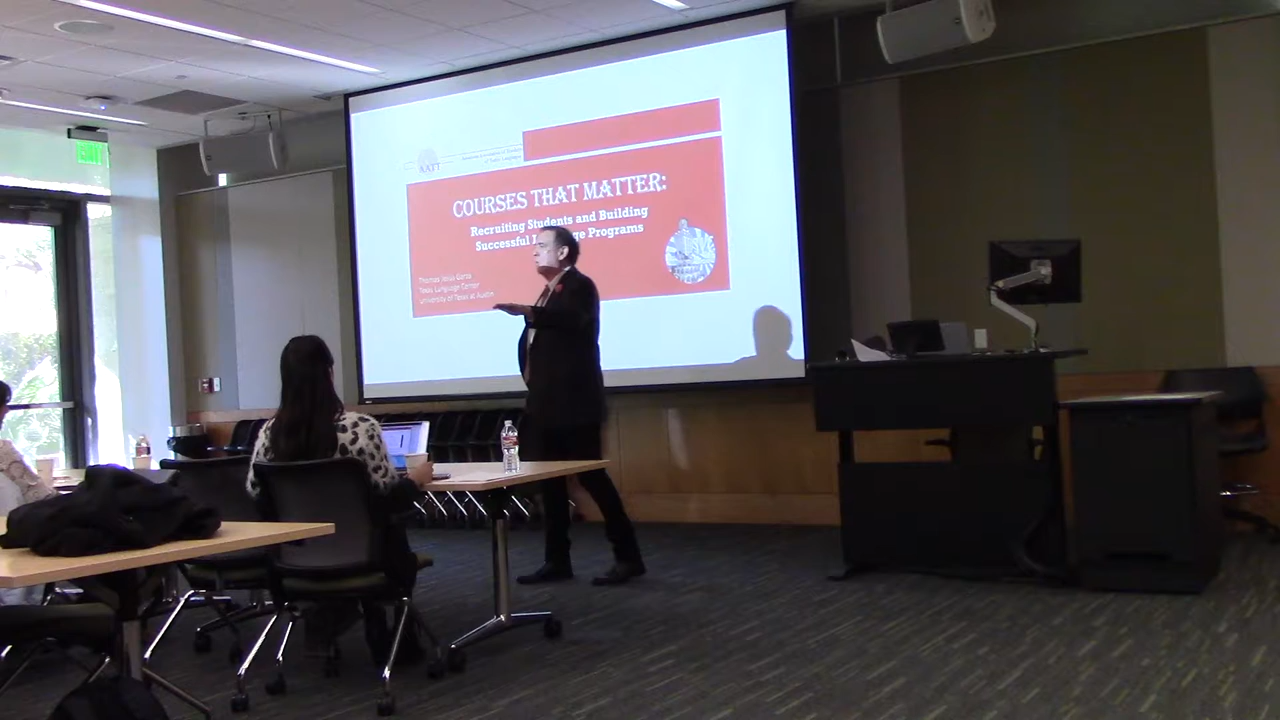 EXIT
AATT
COURSES THAT MATTER:
Recruiting Students and Building
Successful Programs
Thomas Jesús Garza
Texas Language Center
University of Texas at Austin